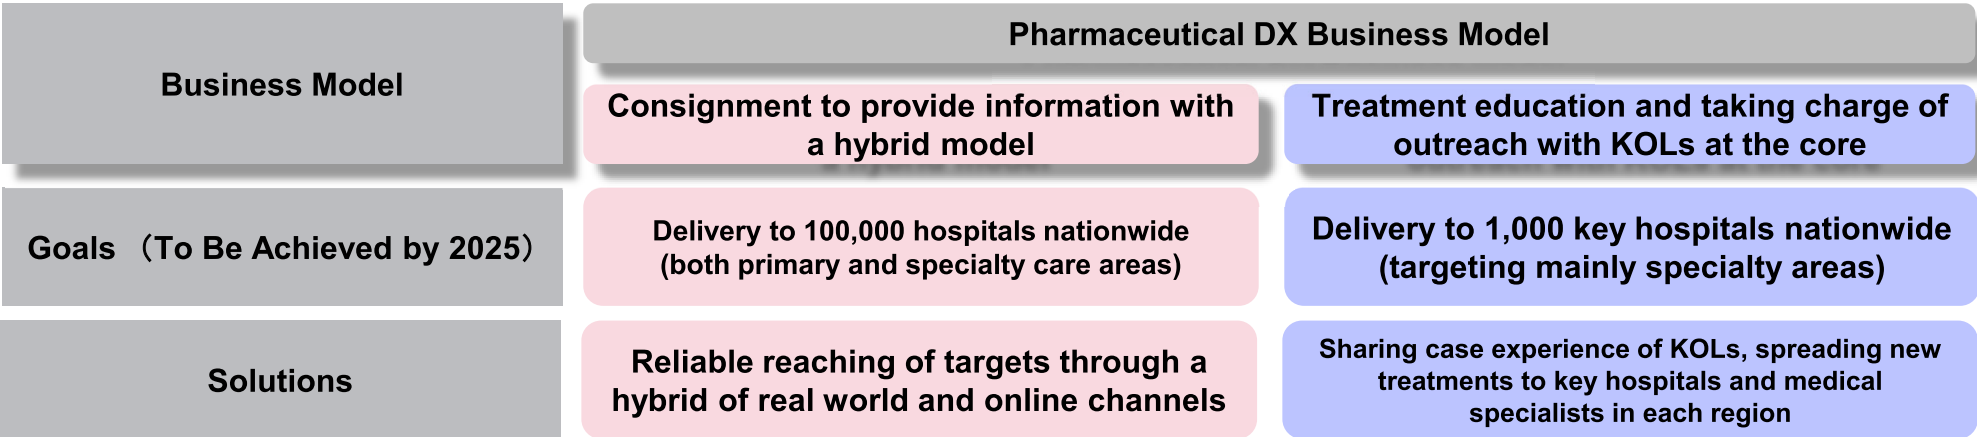 Business Model
Pharmaceutical DX Business Model
Consignment to provide information with
a hybrid model
Treatment education and taking charge of
outreach with KOLs at the core
Goals （To Be Achieved by 2025）
Delivery to 100,000 hospitals nationwide
(both primary and specialty care areas)
Delivery to 1,000 key hospitals nationwide
(targeting mainly specialty areas)
Solutions
Reliable reaching of targets through a
hybrid of real world and online channels
Sharing case experience of KOLs, spreading new
treatments to key hospitals and medical
specialists in each region